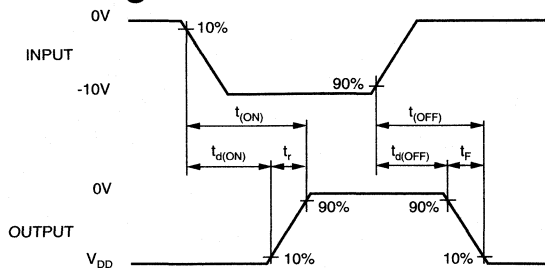 0V
10%
INPUT
90%
-10V
t(ON)
t(OFF)
td(ON)
tr
td(OFF)
tF
0V
90%
90%
OUTPUT
10%
10%
VDD